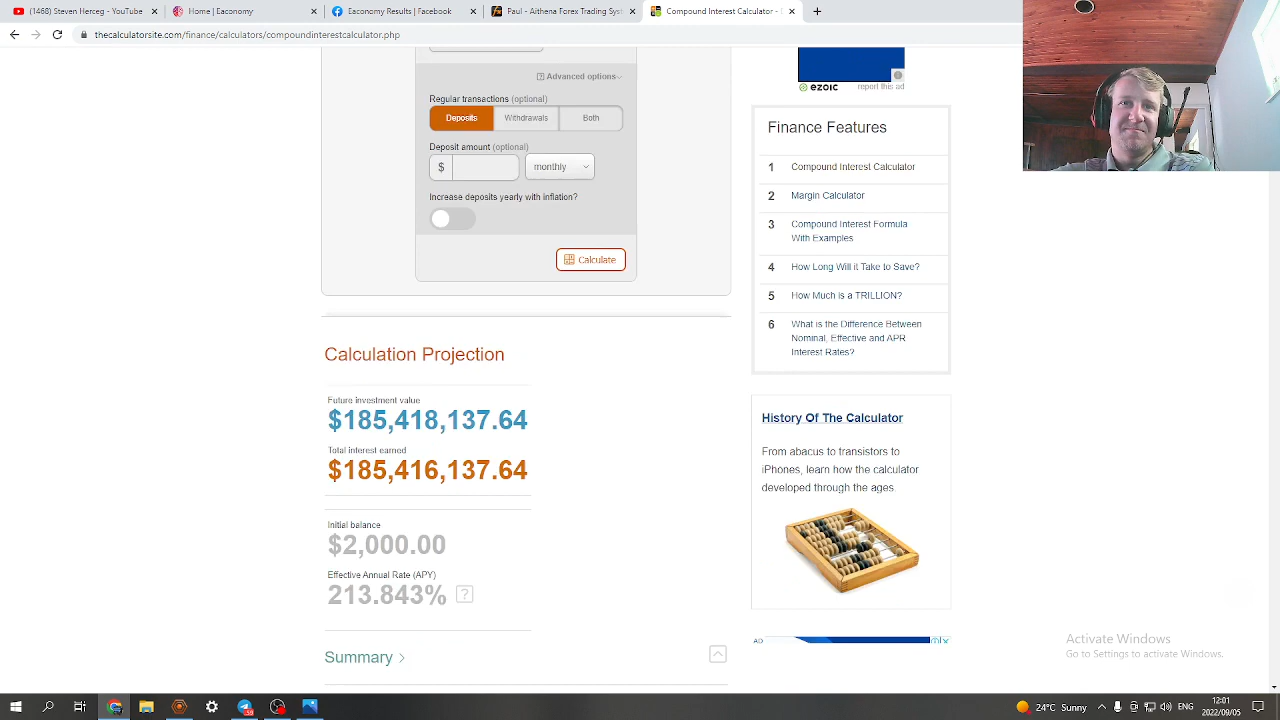 (1468) Steven Herceg - YouTube
Home | Eaconomy
Eaconomy Results | Facebook
Paul - Aithena Forex Trading Syst
Compound Interest Calculator -
thecalculatorsite.com/finance/calculators/compoundinterestcalculator.php
Advanced options
Regular transactions (optional)
Deposits Withdrawals Both
Deposit amount (optional)
$ monthly
Increase deposits yearly with inflation?
Calculate
Calculation Projection
Future investment value
$185,418,137.64
Total interest earned
$185,416,137.64
Initial balance
$2,000.00
Effective Annual Rate (APY)
213.843% ?
Summary
ezoic report this ad
Finance Features
1 Compound Interest Calculator
2 Margin Calculator
3 Compound Interest Formula
With Examples
4 How Long Will it Take to Save?
5 How Much is a TRILLION?
6 What is the Difference Between
Nominal, Effective and APR
Interest Rates?
History Of The Calculator
From abacus to transistors to
iPhones, learn how the calculator
developed through the ages.
AD
Activate Windows
Go to Settings to activate Windows.
24°C ENG
12:01
2022/09/05